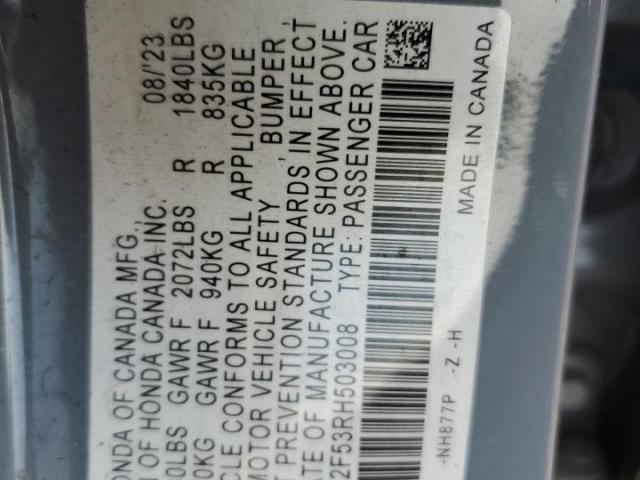 ONDA OF CANADA MFG., 08/'23
N OF HONDA CANADA INC.
0LBS GAWR F 2072LBS R 1840LBS
0KG GAWR F 940KG R 835KG
CLE CONFORMS TO ALL APPLICABLE
MOTOR VEHICLE SAFETY, BUMPER,
T PREVENTION STANDARDS IN EFFECT
ATE OF MANUFACTURE SHOWN ABOVE.
2F53RH503008 TYPE: PASSENGER CAR
-NH877P -Z -H MADE IN CANADA